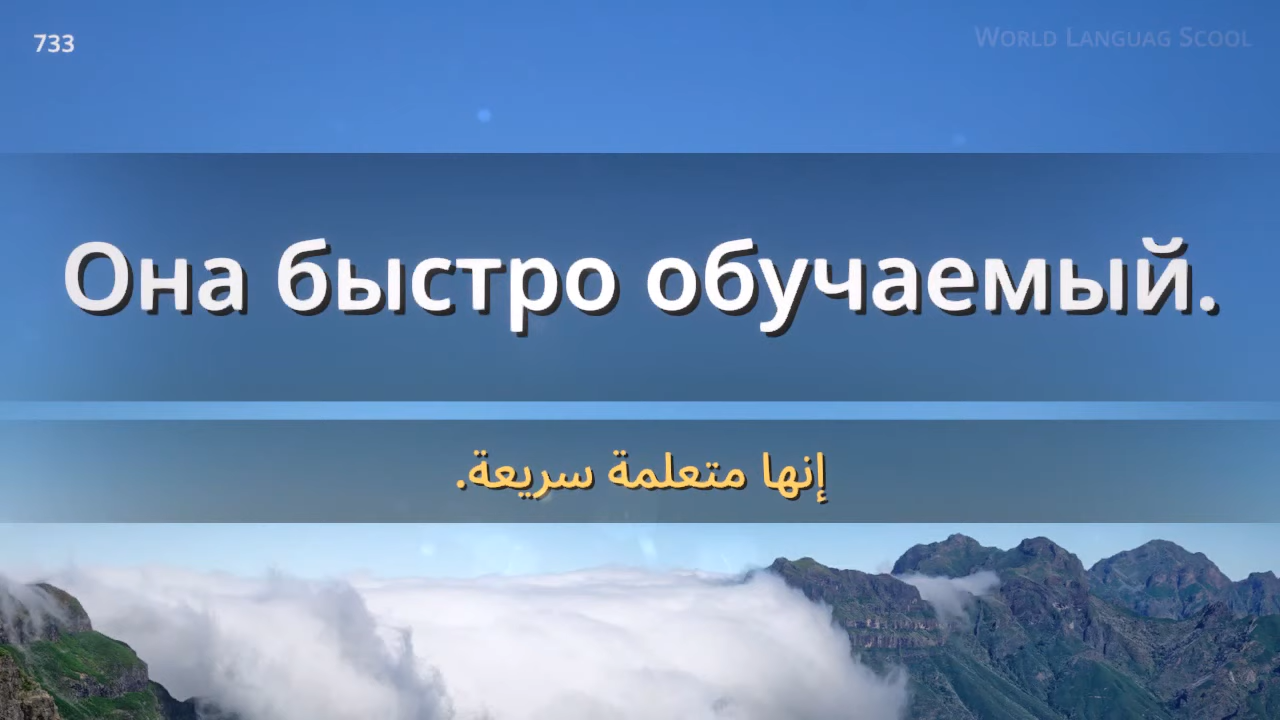 733
World Languag Scool
Она быстро обучаемый.
إنها متعلمة سريعة.